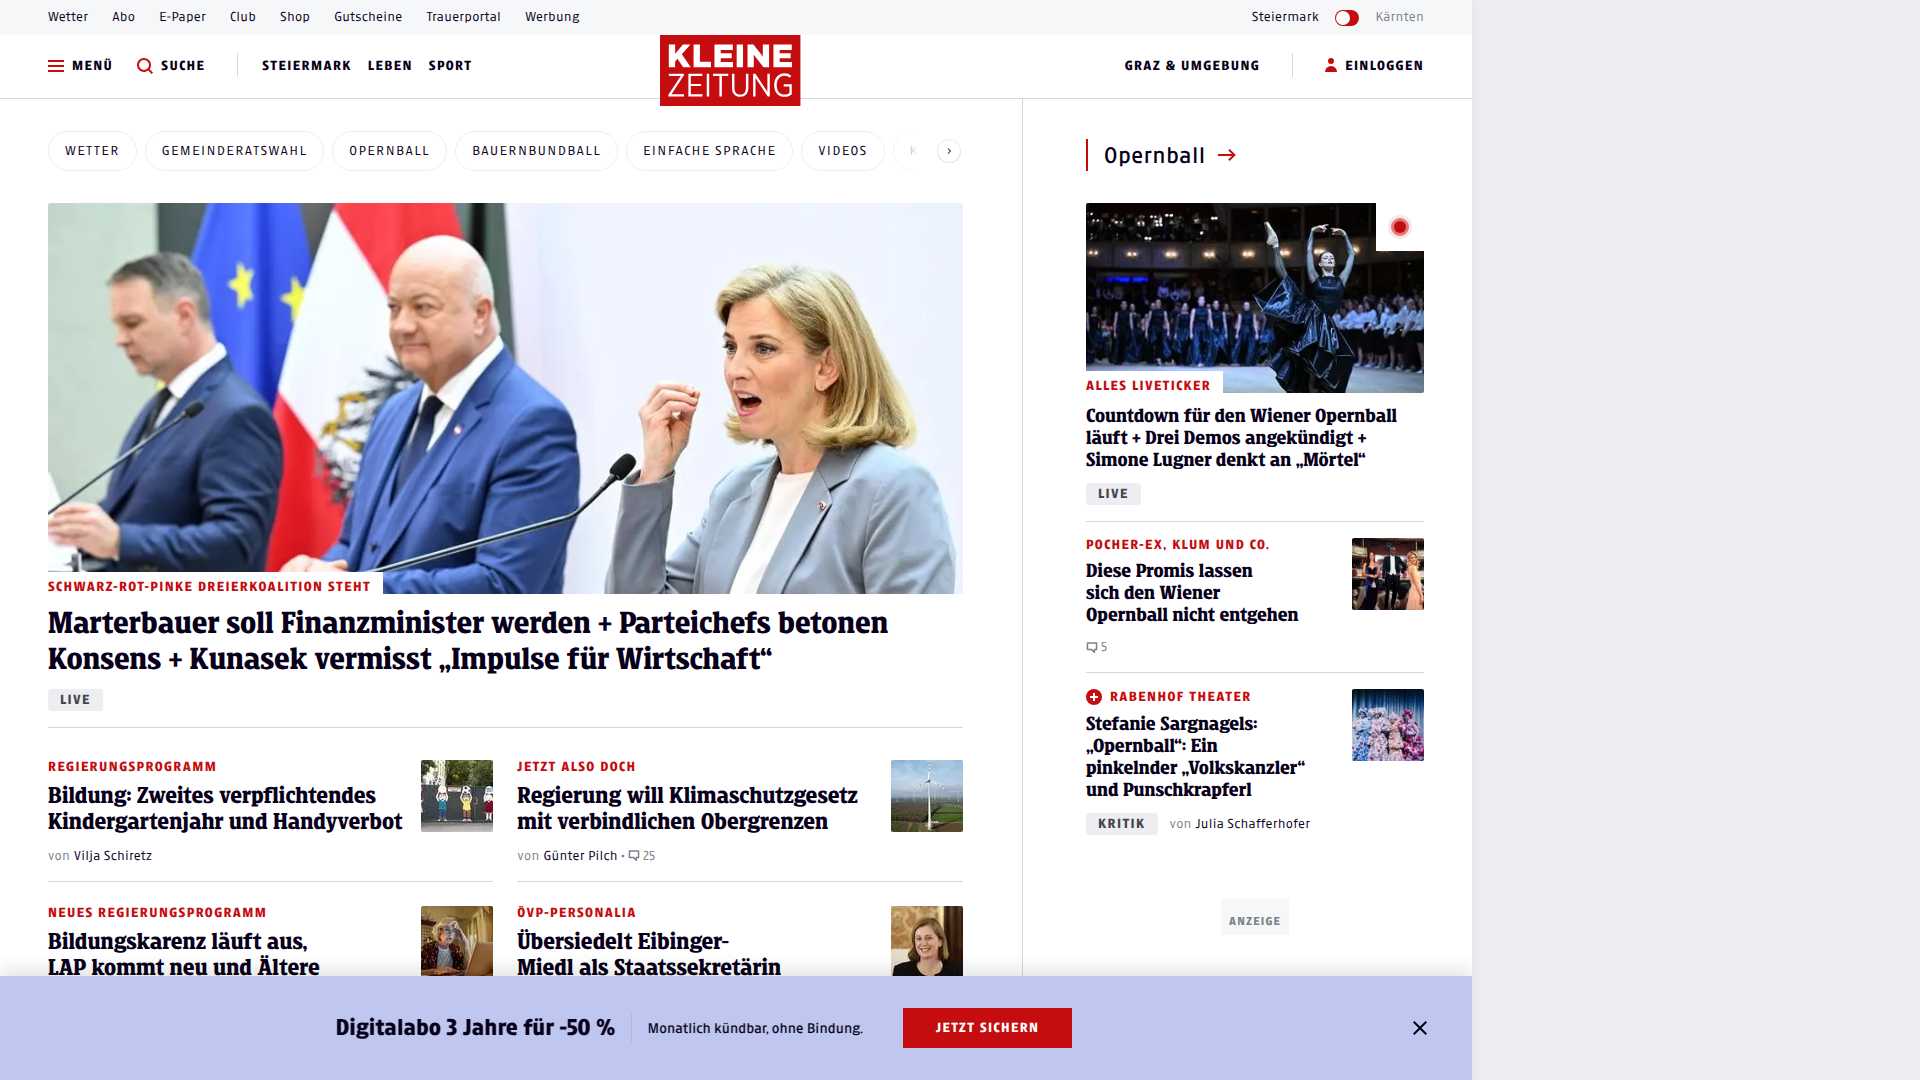 Wetter Abo E-Paper Club Shop Gutscheine Trauerportal Werbung Steiermark Kärnten
MENÜ SUCHE STEIERMARK LEBEN SPORT KLEINE ZEITUNG GRAZ & UMGEBUNG EINLOGGEN
WETTER GEMEINDERATSWAHL OPERNBALL BAUERNBUNDBALL EINFACHE SPRACHE VIDEOS K
SCHWARZ-ROT-PINKE DREIERKOALITION STEHT
Marterbauer soll Finanzminister werden + Parteichefs betonen
Konsens + Kunasek vermisst „Impulse für Wirtschaft“
LIVE
REGIERUNGSPROGRAMM
Bildung: Zweites verpflichtendes
Kindergartenjahr und Handyverbot
von Vilja Schiretz
JETZT ALSO DOCH
Regierung will Klimaschutzgesetz
mit verbindlichen Obergrenzen
von Günter Pilch • 25
NEUES REGIERUNGSPROGRAMM
Bildungskarenz läuft aus,
LAP kommt neu und Ältere
ÖVP-PERSONALIA
Übersiedelt Eibinger-
Miedl als Staatssekretärin
Opernball
ALLES LIVETICKER
Countdown für den Wiener Opernball
läuft + Drei Demos angekündigt +
Simone Lugner denkt an „Mörtel“
LIVE
POCHER-EX, KLUM UND CO.
Diese Promis lassen
sich den Wiener
Opernball nicht entgehen
5
RABENHOF THEATER
Stefanie Sargnagels:
„Opernball“: Ein
pinkelnder „Volkskanzler“
und Punschkrapferl
KRITIK von Julia Schafferhofer
ANZEIGE
Digitalabo 3 Jahre für -50 % Monatlich kündbar, ohne Bindung. JETZT SICHERN